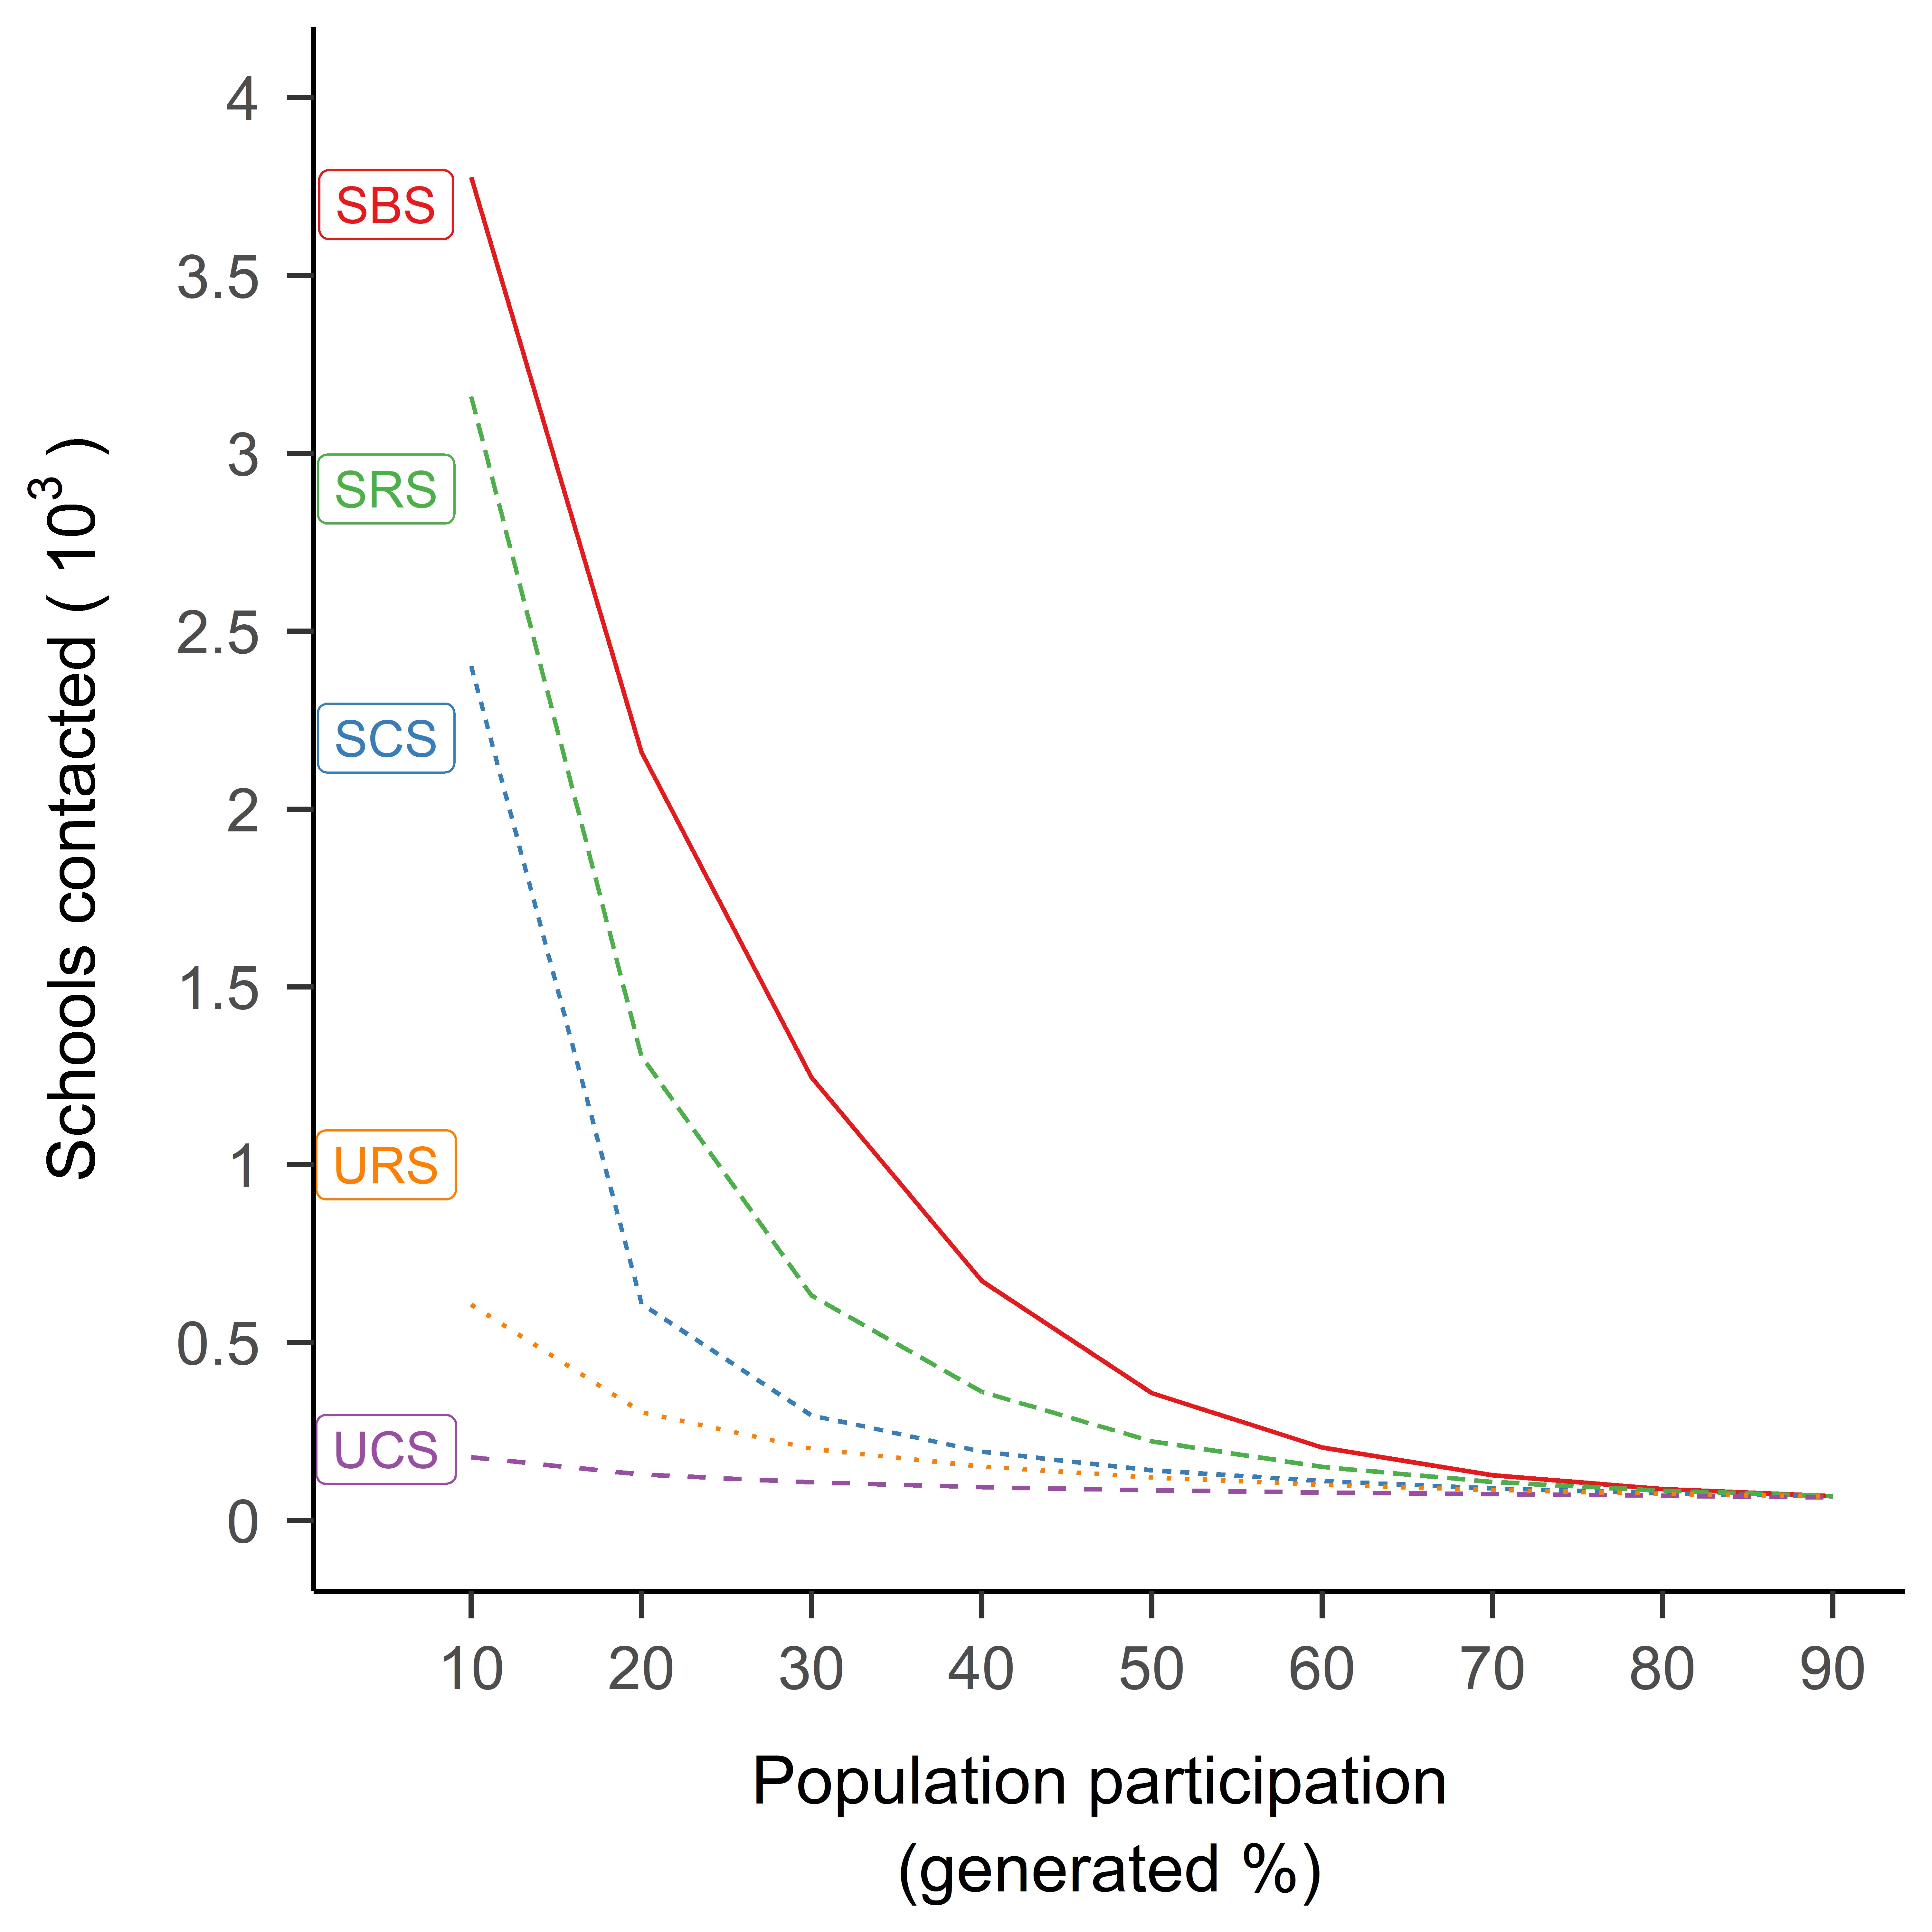 Schools contacted ( 10³ )
4
3.5
3
2.5
2
1.5
1
0.5
0
SBS
SRS
SCS
URS
UCS
10 20 30 40 50 60 70 80 90
Population participation
(generated %)